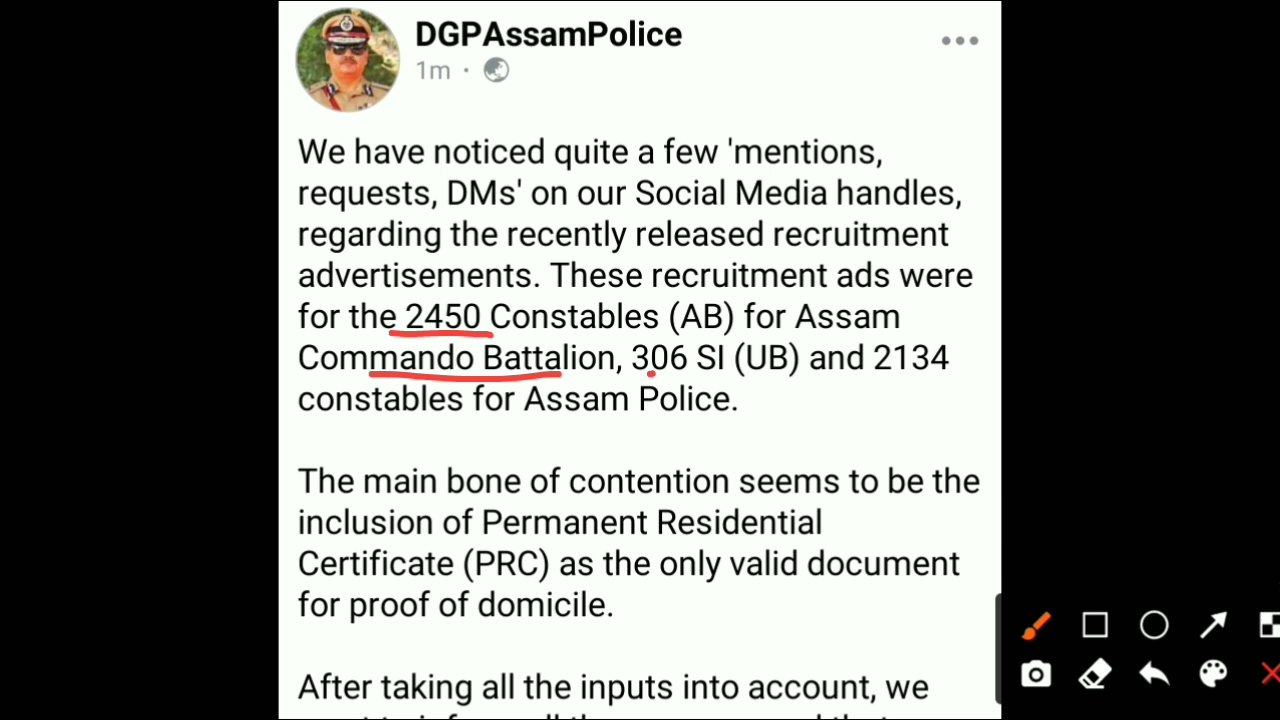 DGPAssamPolice
1m ·
We have noticed quite a few 'mentions,
requests, DMs' on our Social Media handles,
regarding the recently released recruitment
advertisements. These recruitment ads were
for the 2450 Constables (AB) for Assam
Commando Battalion, 306 SI (UB) and 2134
constables for Assam Police.
The main bone of contention seems to be the
inclusion of Permanent Residential
Certificate (PRC) as the only valid document
for proof of domicile.
After taking all the inputs into account, we